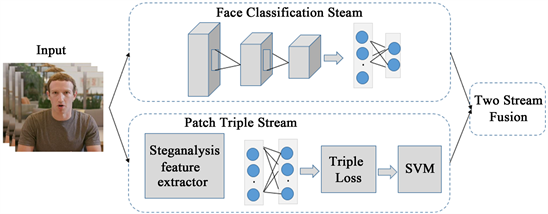 Face Classification Steam
Input
Two Stream
Fusion
Patch Triple Stream
Steganalysis
feature
extractor
Triple
Loss
SVM